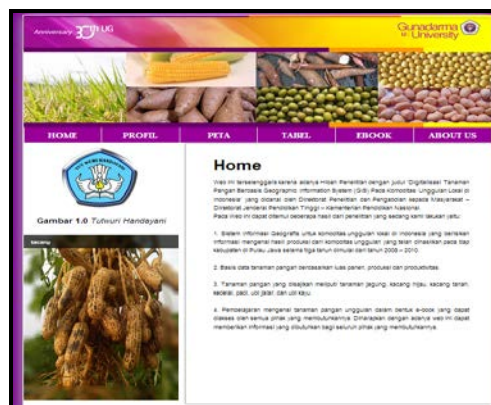 Anniversary 30th UG
Gunadarma
University
HOME PROFIL PETA TABEL EBOOK ABOUT US
TUT WURI HANDAYANI
Gambar 1.0 Tutwuri Handayani
kacang
Home
Web ini terselenggara karena adanya Hibah Penelitian dengan judul "Digitalisasi Tanaman
Pangan Berbasis Geographic Information System (GIS) Pada Komoditas Unggulan Lokal di
Indonesia" yang didanai oleh Direktorat Penelitian dan Pengabdian kepada Masyarakat –
Direktorat Jenderal Pendidikan Tinggi – Kementerian Pendidikan Nasional.
Pada Web ini dapat ditemui beberapa hasil dari penelitian yang sedang kami lakukan yaitu:
1. Sistem Informasi Geografis untuk komoditas unggulan lokal di Indonesia yang berisikan
informasi mengenai hasil produksi dari komoditas unggulan yang telah dihasilkan pada tiap
kabupaten di Pulau Jawa selama tiga tahun dimulai dari tahun 2008 – 2010.
2. Basis data tanaman pangan berdasarkan luas panen, produksi dan produktivitas.
3. Tanaman pangan yang disajikan meliputi tanaman jagung, kacang hijau, kacang tanah,
kedelai, padi, ubi jalar, dan ubi kayu.
4. Pembelajaran mengenai tanaman pangan unggulan dalam bentuk e-book yang dapat
diakses oleh semua pihak yang membutuhkannya. Diharapkan dengan adanya web ini dapat
memberikan informasi yang dibutuhkan bagi seluruh pihak yang membutuhkannya.